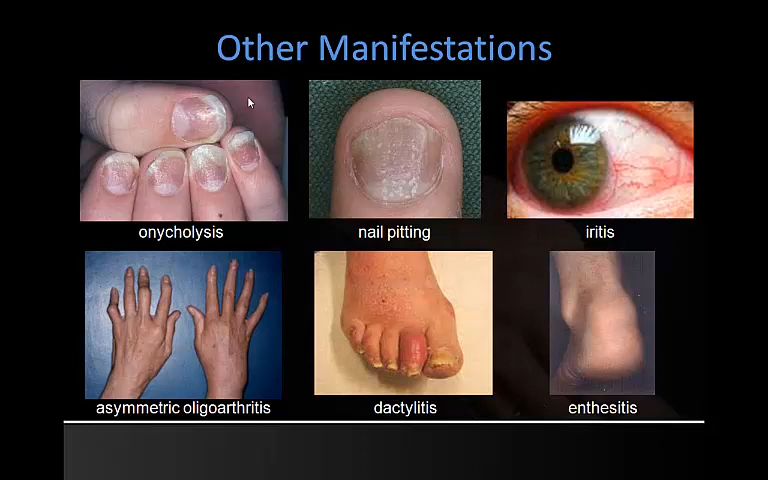 Other Manifestations
onycholysis
nail pitting
iritis
asymmetric oligoarthritis
dactylitis
enthesitis